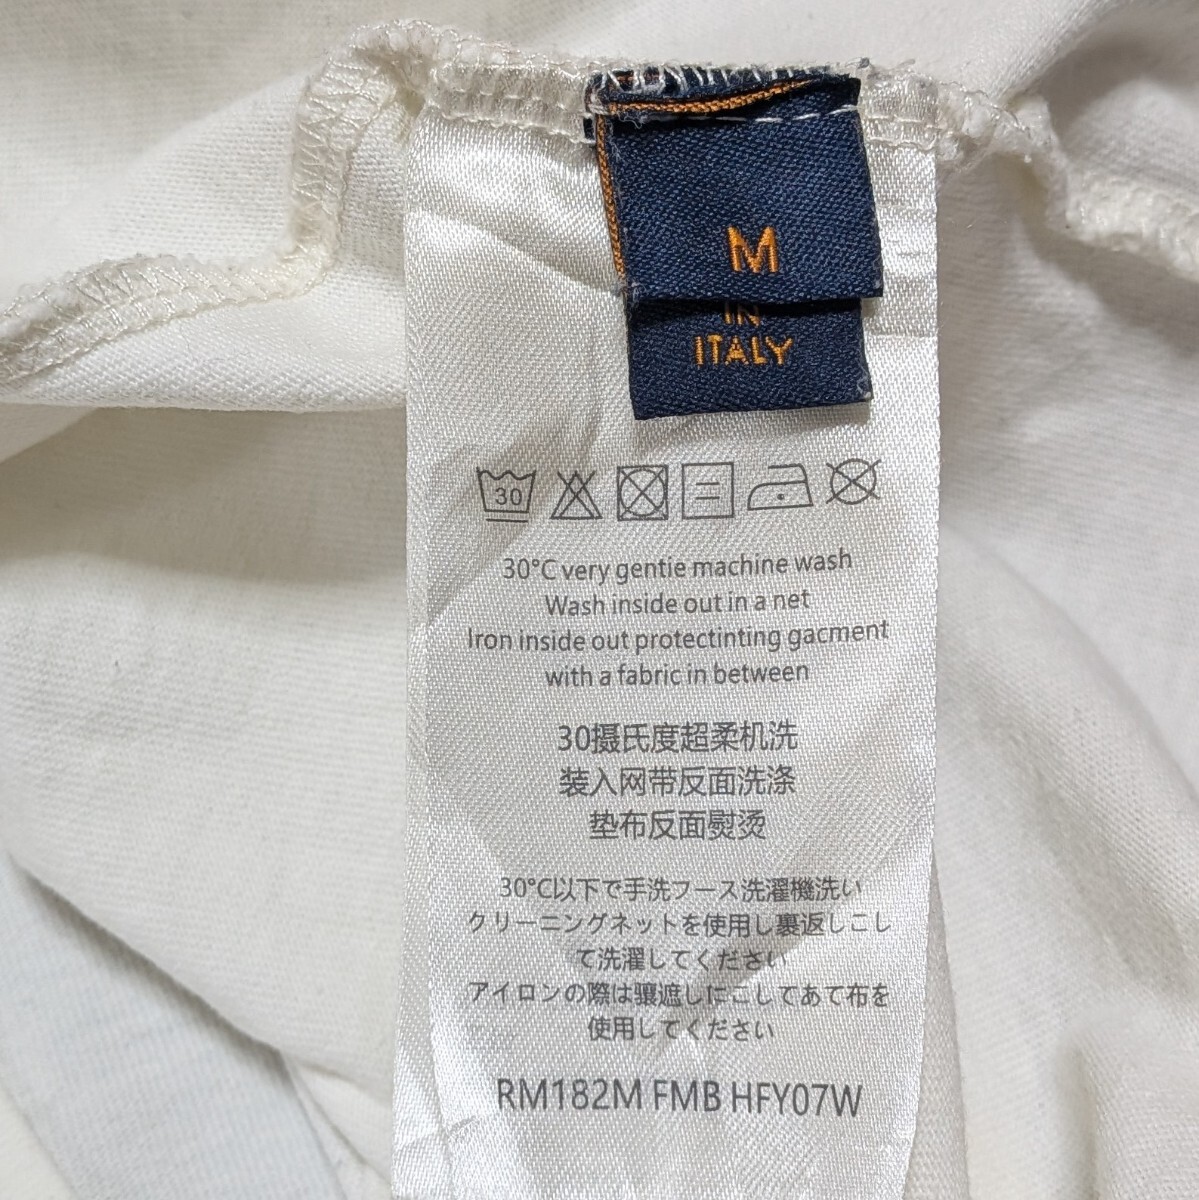 M
IN
ITALY
30
30°C very gentie machine wash
Wash inside out in a net
Iron inside out protectinting gacment
with a fabric in between
30摄氏度超柔机洗
装入网带反面洗涤
垫布反面熨烫
30°C以下で手洗フース洗濯機洗い
クリーニングネットを使用し裏返しこし
て洗濯してください
アイロンの際は驤遮しにこしてあて布を
使用してください
RM182M FMB HFY07W